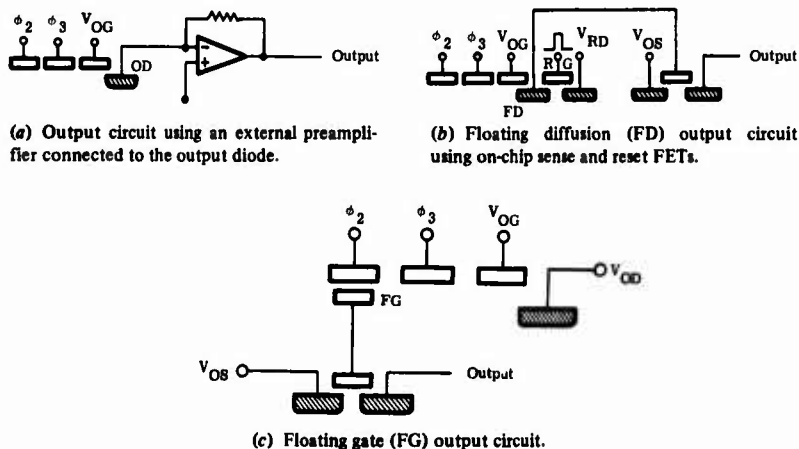 ϕ2 ϕ3 VOG
OD
−
+
Output
(a) Output circuit using an external preampli-
fier connected to the output diode.
ϕ2 ϕ3 VOG
RG
VRD
VOS
Output
FD
(b) Floating diffusion (FD) output circuit
using on-chip sense and reset FETs.
ϕ2 ϕ3 VOG
VOD
FG
VOS
Output
(c) Floating gate (FG) output circuit.